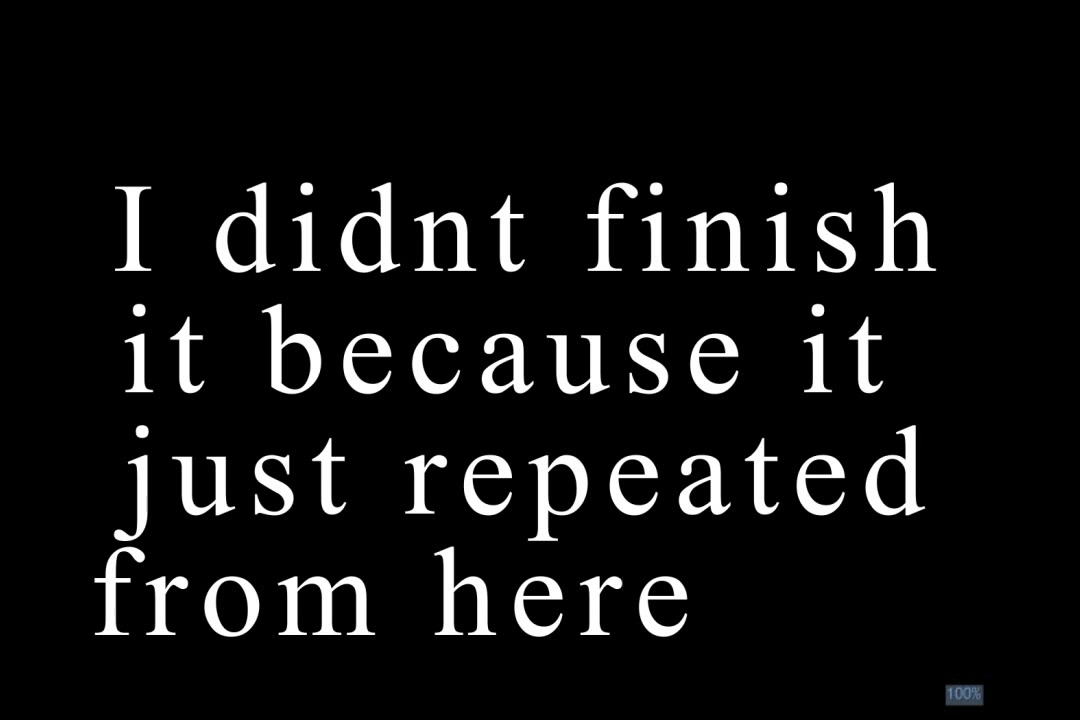 I didnt finish
it because it
just repeated
from here
100%